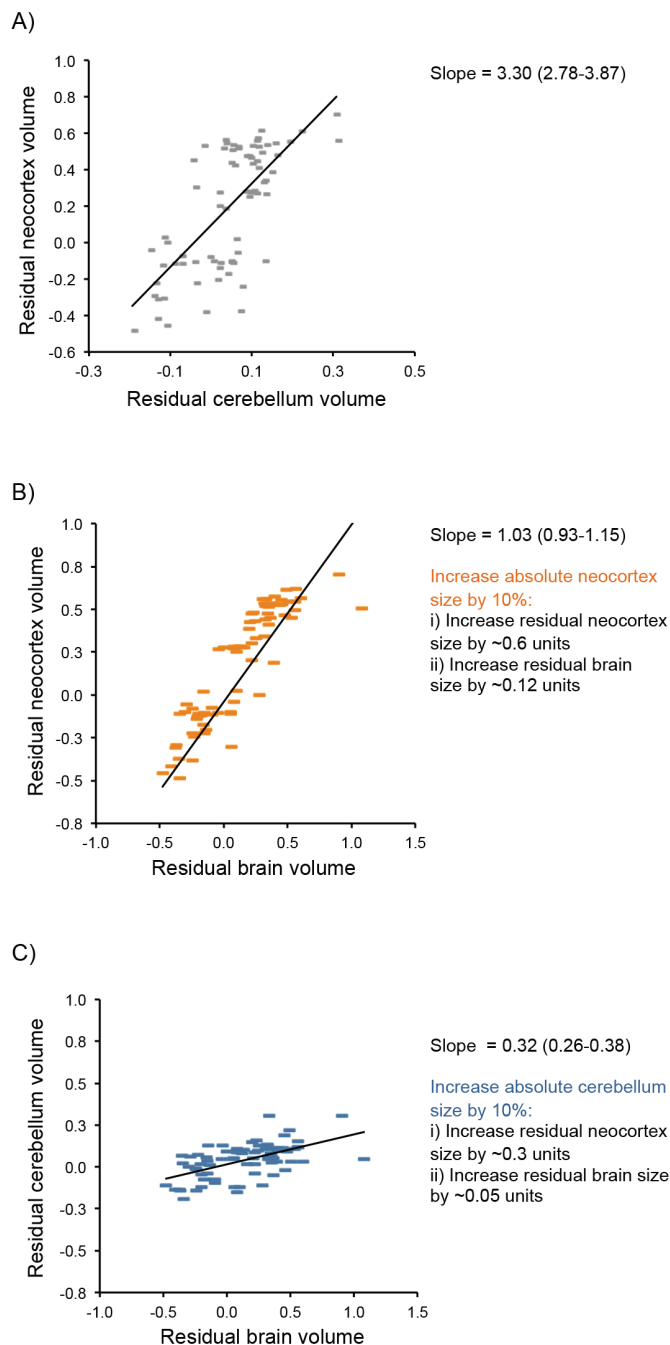 A)
Slope = 3.30 (2.78-3.87)
Residual neocortex volume
1.0
0.8
0.6
0.4
0.2
0.0
-0.2
-0.4
-0.6
-0.3
-0.1
0.1
0.3
0.5
Residual cerebellum volume
B)
Slope = 1.03 (0.93-1.15)
Increase absolute neocortex
size by 10%:
i) Increase residual neocortex
size by ~0.6 units
ii) Increase residual brain
size by ~0.12 units
Residual neocortex volume
1.0
0.8
0.5
0.3
0.0
-0.3
-0.5
-0.8
-1.0
-0.5
0.0
0.5
1.0
1.5
Residual brain volume
C)
Slope = 0.32 (0.26-0.38)
Increase absolute cerebellum
size by 10%:
i) Increase residual neocortex
size by ~0.3 units
ii) Increase residual brain size
by ~0.05 units
Residual cerebellum volume
1.0
0.8
0.5
0.3
0.0
-0.3
-0.5
-0.8
-1.0
-0.5
0.0
0.5
1.0
1.5
Residual brain volume